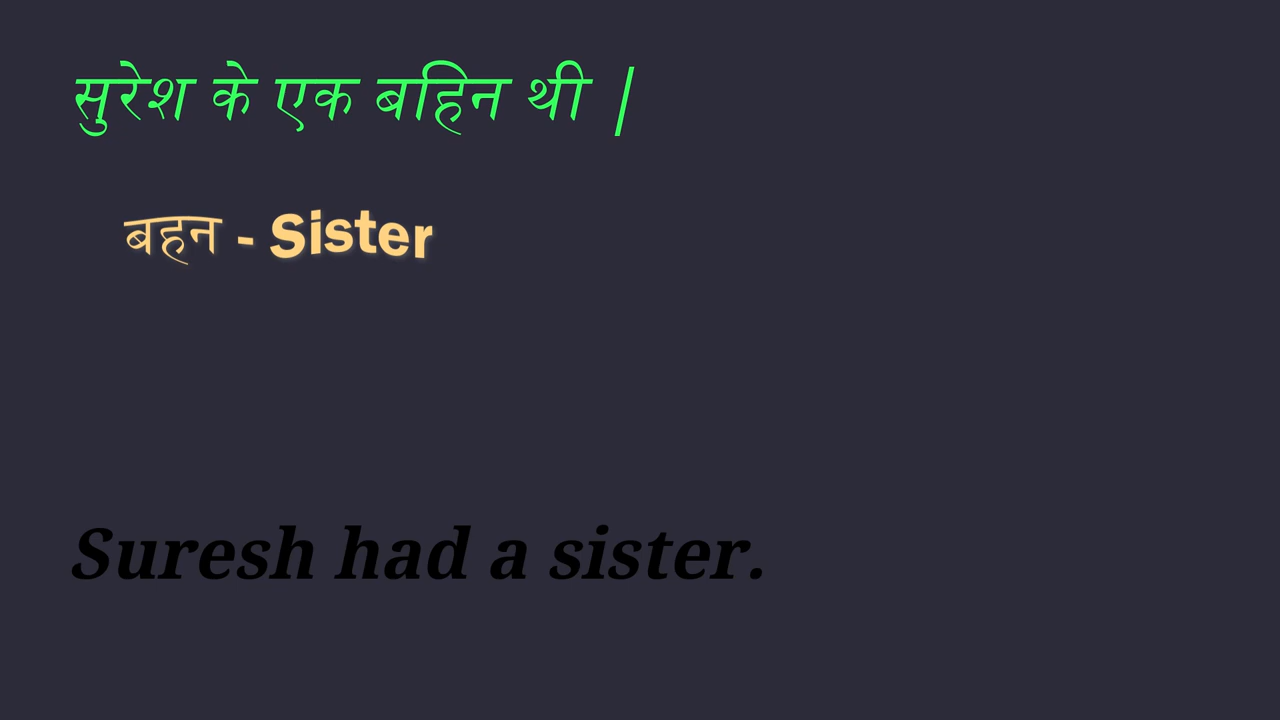 सुरेश के एक बहिन थी |
बहन - Sister
Suresh had a sister.